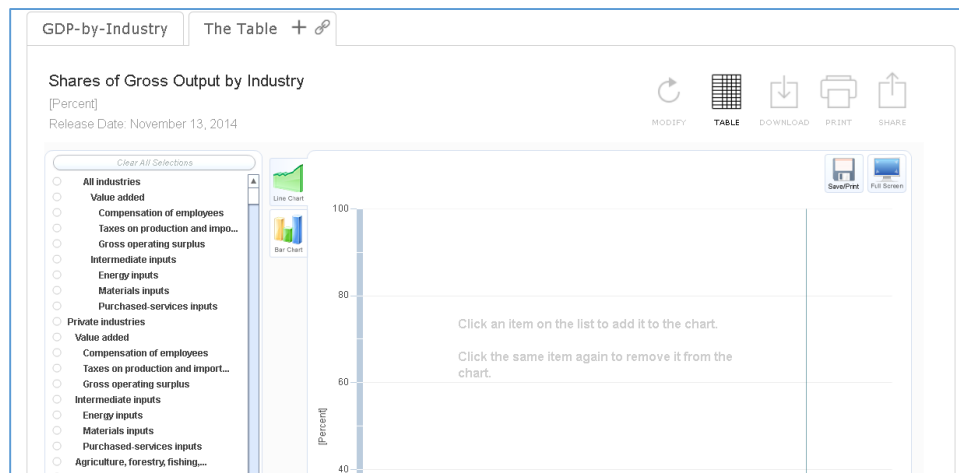 GDP-by-Industry
The Table +
Shares of Gross Output by Industry
[Percent]
Release Date: November 13, 2014
MODIFY
TABLE
DOWNLOAD
PRINT
SHARE
Clear All Selections
All industries
Value added
Compensation of employees
Taxes on production and impo...
Gross operating surplus
Intermediate inputs
Energy inputs
Materials inputs
Purchased-services inputs
Private industries
Value added
Compensation of employees
Taxes on production and import...
Gross operating surplus
Intermediate inputs
Energy inputs
Materials inputs
Purchased-services inputs
Agriculture, forestry, fishing,...
Line Chart
Bar Chart
Save/Print
Full Screen
100
80
60
40
[Percent]
Click an item on the list to add it to the chart.
Click the same item again to remove it from the
chart.